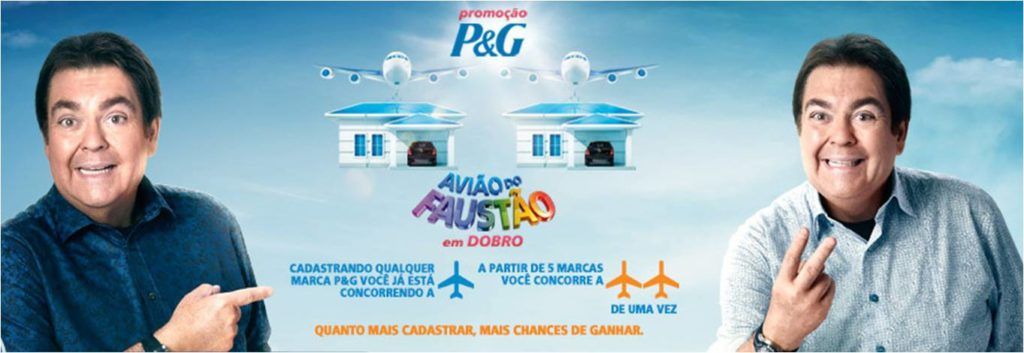 promoção
P&G
AVIÃO DO
FAUSTÃO
em DOBRO
CADASTRANDO QUALQUER
MARCA P&G VOCÊ JÁ ESTÁ
CONCORRENDO A
A PARTIR DE 5 MARCAS
VOCÊ CONCORRE A
DE UMA VEZ
QUANTO MAIS CADASTRAR, MAIS CHANCES DE GANHAR.